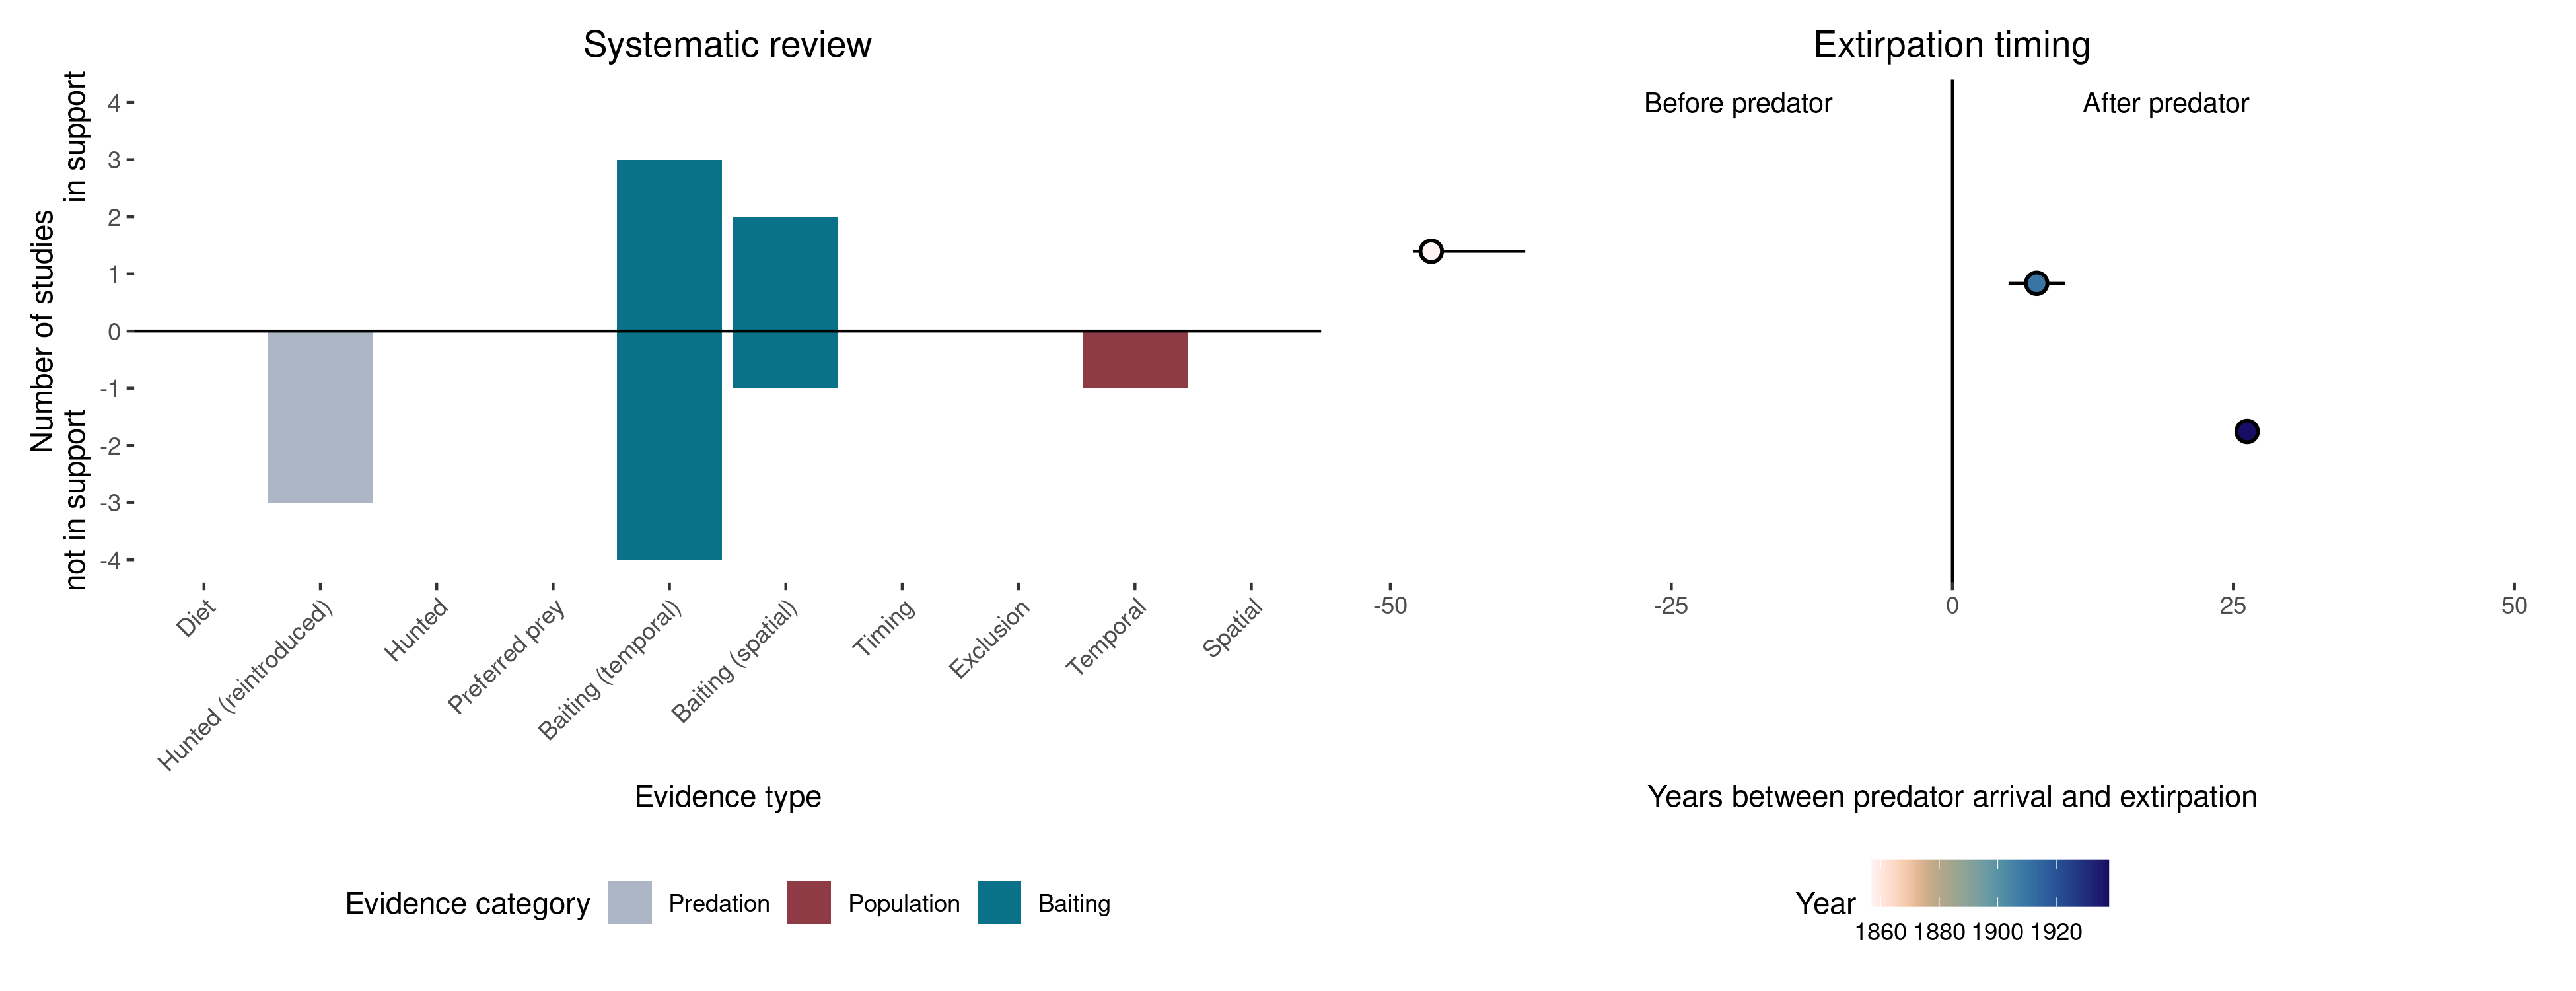 Systematic review
Number of studies
not in support
in support
4
3
2
1
0
-1
-2
-3
-4
Diet
Hunted (reintroduced)
Hunted
Preferred prey
Baiting (temporal)
Baiting (spatial)
Timing
Exclusion
Temporal
Spatial
Evidence type
Evidence category
Predation
Population
Baiting
Extirpation timing
Before predator
After predator
-50
-25
0
25
50
Years between predator arrival and extirpation
Year
1860 1880 1900 1920